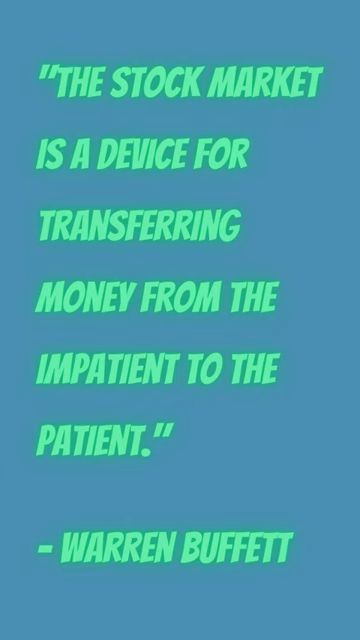 "THE STOCK MARKET
IS A DEVICE FOR
TRANSFERRING
MONEY FROM THE
IMPATIENT TO THE
PATIENT."
- WARREN BUFFETT